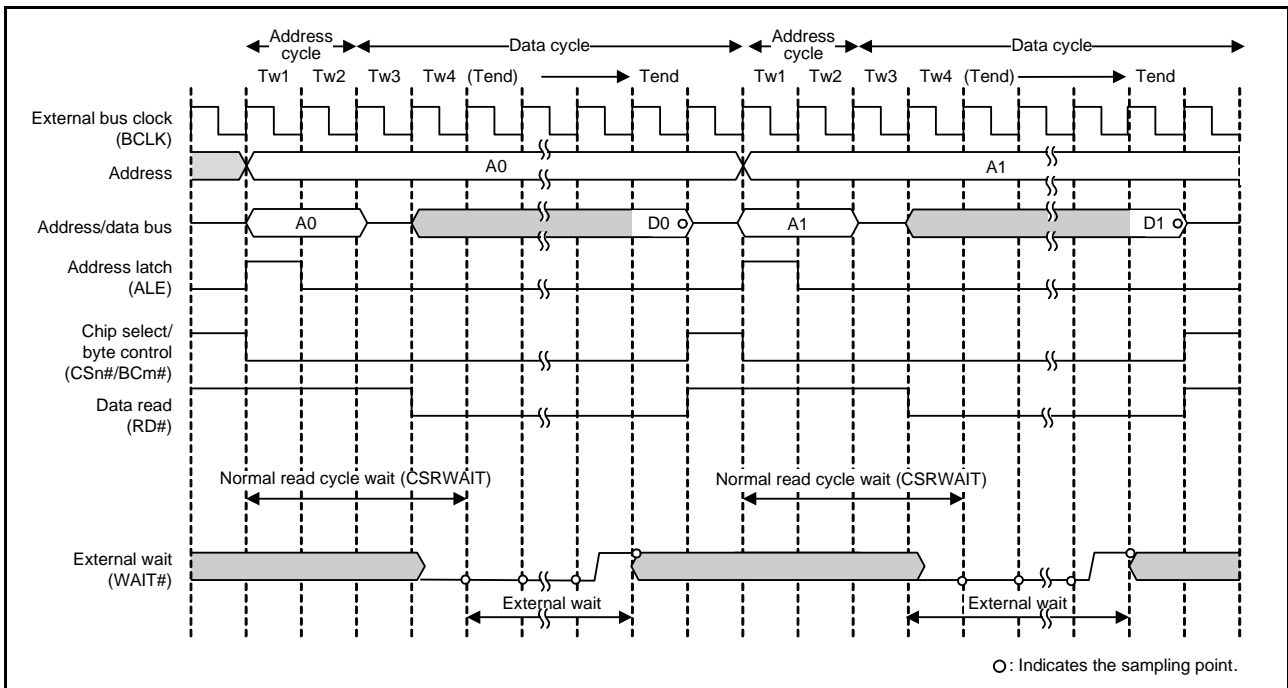 Address cycle Data cycle Address cycle Data cycle
Tw1 Tw2 Tw3 Tw4 (Tend) Tend Tw1 Tw2 Tw3 Tw4 (Tend) Tend
External bus clock
(BCLK)
Address A0 A1
Address/data bus A0 D0 A1 D1
Address latch
(ALE)
Chip select/
byte control
(CSn#/BCm#)
Data read
(RD#)
Normal read cycle wait (CSRWAIT) Normal read cycle wait (CSRWAIT)
External wait
(WAIT#)
External wait External wait
: Indicates the sampling point.